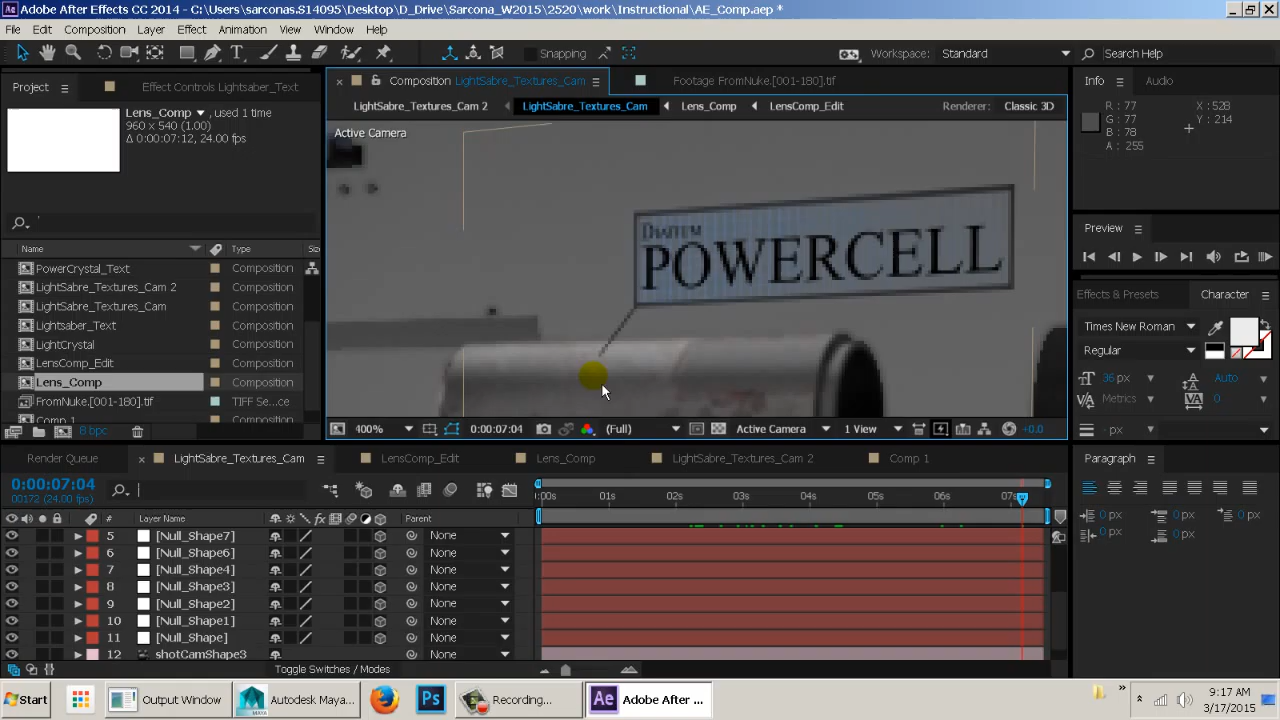 Adobe After Effects CC 2014 - C:\Users\sarconas.S14095\Desktop\D_Drive\Sarcona_W2015\2520\work\Instructional\AE_Comp.aep *
File Edit Composition Layer Effect Animation View Window Help
Snapping Workspace: Standard Search Help
Project Effect Controls Lightsaber_Text
Composition LightSabre_Textures_Cam Footage FromNuke.[001-180].tif
Info Audio
Lens_Comp , used 1 time
960 x 540 (1.00)
Δ 0:00:07:12, 24.00 fps
LightSabre_Textures_Cam 2 LightSabre_Textures_Cam Lens_Comp LensComp_Edit Renderer: Classic 3D
Active Camera
R: 77 X: 528
G: 77 Y: 214
B: 78
A: 255
POWERCELL
Name Type
PowerCrystal_Text Composition
LightSabre_Textures_Cam 2 Composition
LightSabre_Textures_Cam Composition
Lightsaber_Text Composition
LightCrystal Composition
LensComp_Edit Composition
Lens_Comp Composition
FromNuke.[001-180].tif TIFF Se...ce
Comp 1
8 bpc
400% 0:00:07:04 (Full) Active Camera 1 View +0.0
Preview
Effects & Presets Character
Times New Roman
Regular
36 px Auto
Metrics 0
- px
Render Queue LightSabre_Textures_Cam LensComp_Edit Lens_Comp LightSabre_Textures_Cam 2 Comp 1
Paragraph
0:00:07:04
00172 (24.00 fps)
:00s 01s 02s 03s 04s 05s 06s 07s
# Layer Name Parent
5 [Null_Shape7] None
6 [Null_Shape6] None
7 [Null_Shape4] None
8 [Null_Shape3] None
9 [Null_Shape2] None
10 [Null_Shape1] None
11 [Null_Shape] None
12 shotCamShape3 None
0 px 0 px 0 px
0 px 0 px
Toggle Switches / Modes
Start Output Window Autodesk Maya... Ps Recording... Ae Adobe After ... 9:17 AM
3/17/2015